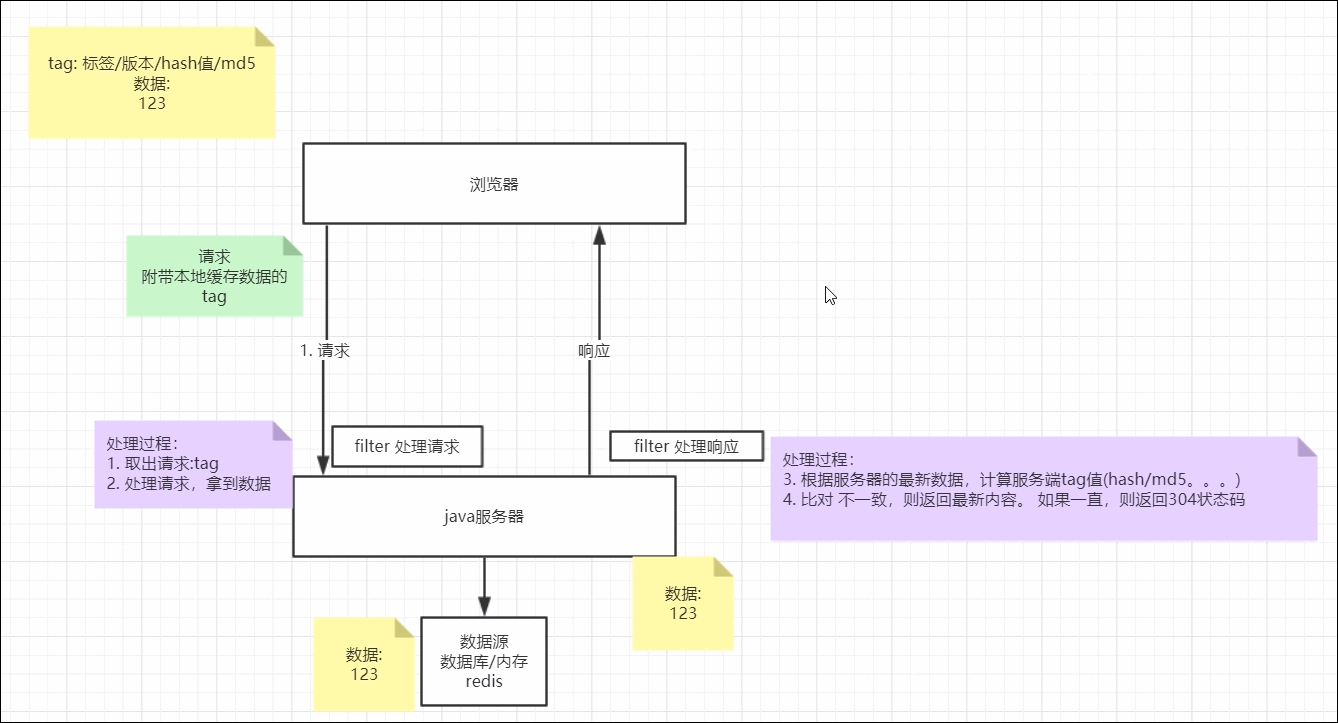 tag: 标签/版本/hash值/md5
数据:
123
浏览器
请求
附带本地缓存数据的
tag
1. 请求
响应
处理过程：
1. 取出请求:tag
2. 处理请求，拿到数据
filter 处理请求
filter 处理响应
处理过程：
3. 根据服务器的最新数据，计算服务端tag值(hash/md5。。。)
4. 比对 不一致，则返回最新内容。 如果一直，则返回304状态码
java服务器
数据:
123
数据:
123
数据源
数据库/内存
redis